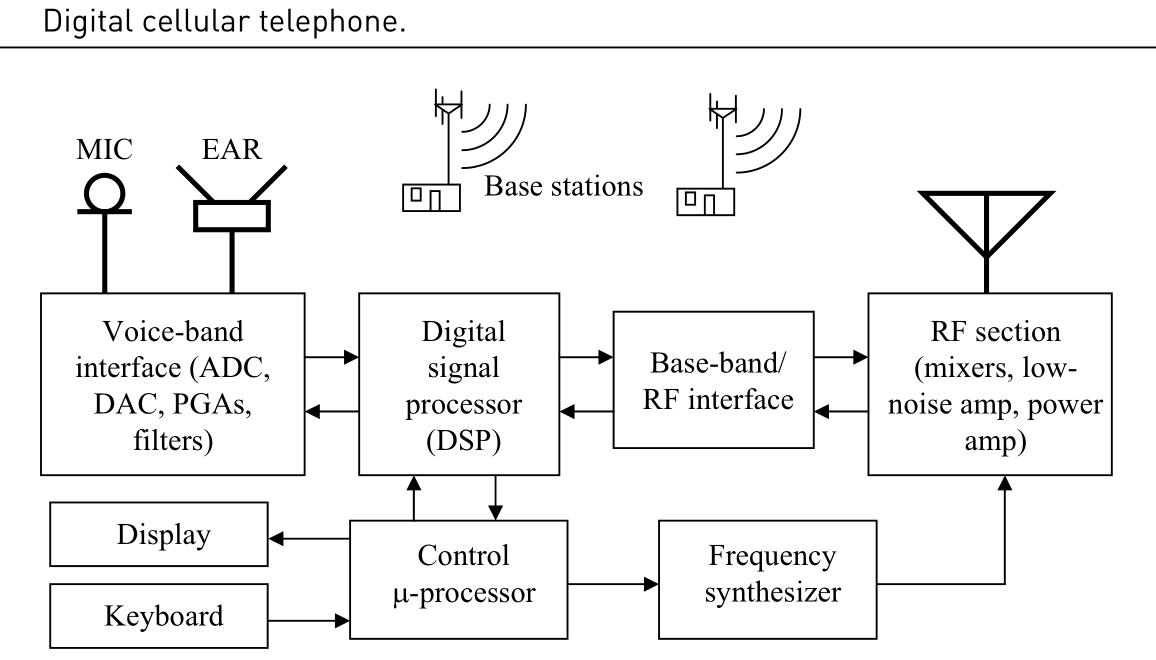 Digital cellular telephone.
MIC
EAR
Base stations
Voice-band
interface (ADC,
DAC, PGAs,
filters)
Digital
signal
processor
(DSP)
Base-band/
RF interface
RF section
(mixers, low-
noise amp, power
amp)
Display
Keyboard
Control
μ-processor
Frequency
synthesizer